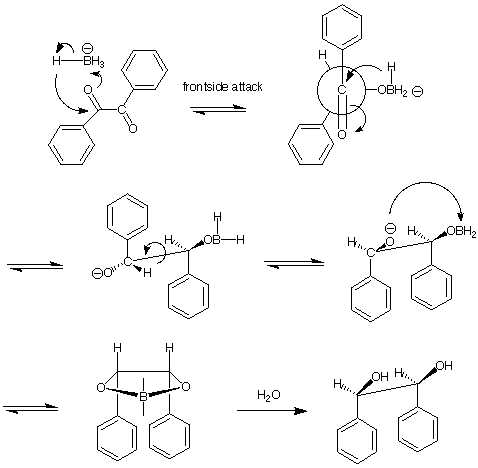 ⊖
H–BH₃
O
C
O
frontside attack
H
H
C OBH₂ ⊖
O
H
H OB–H
⊖
O C H
⊖
H OBH₂
H C O
H H
O B O
H₂O
H OH
H OH